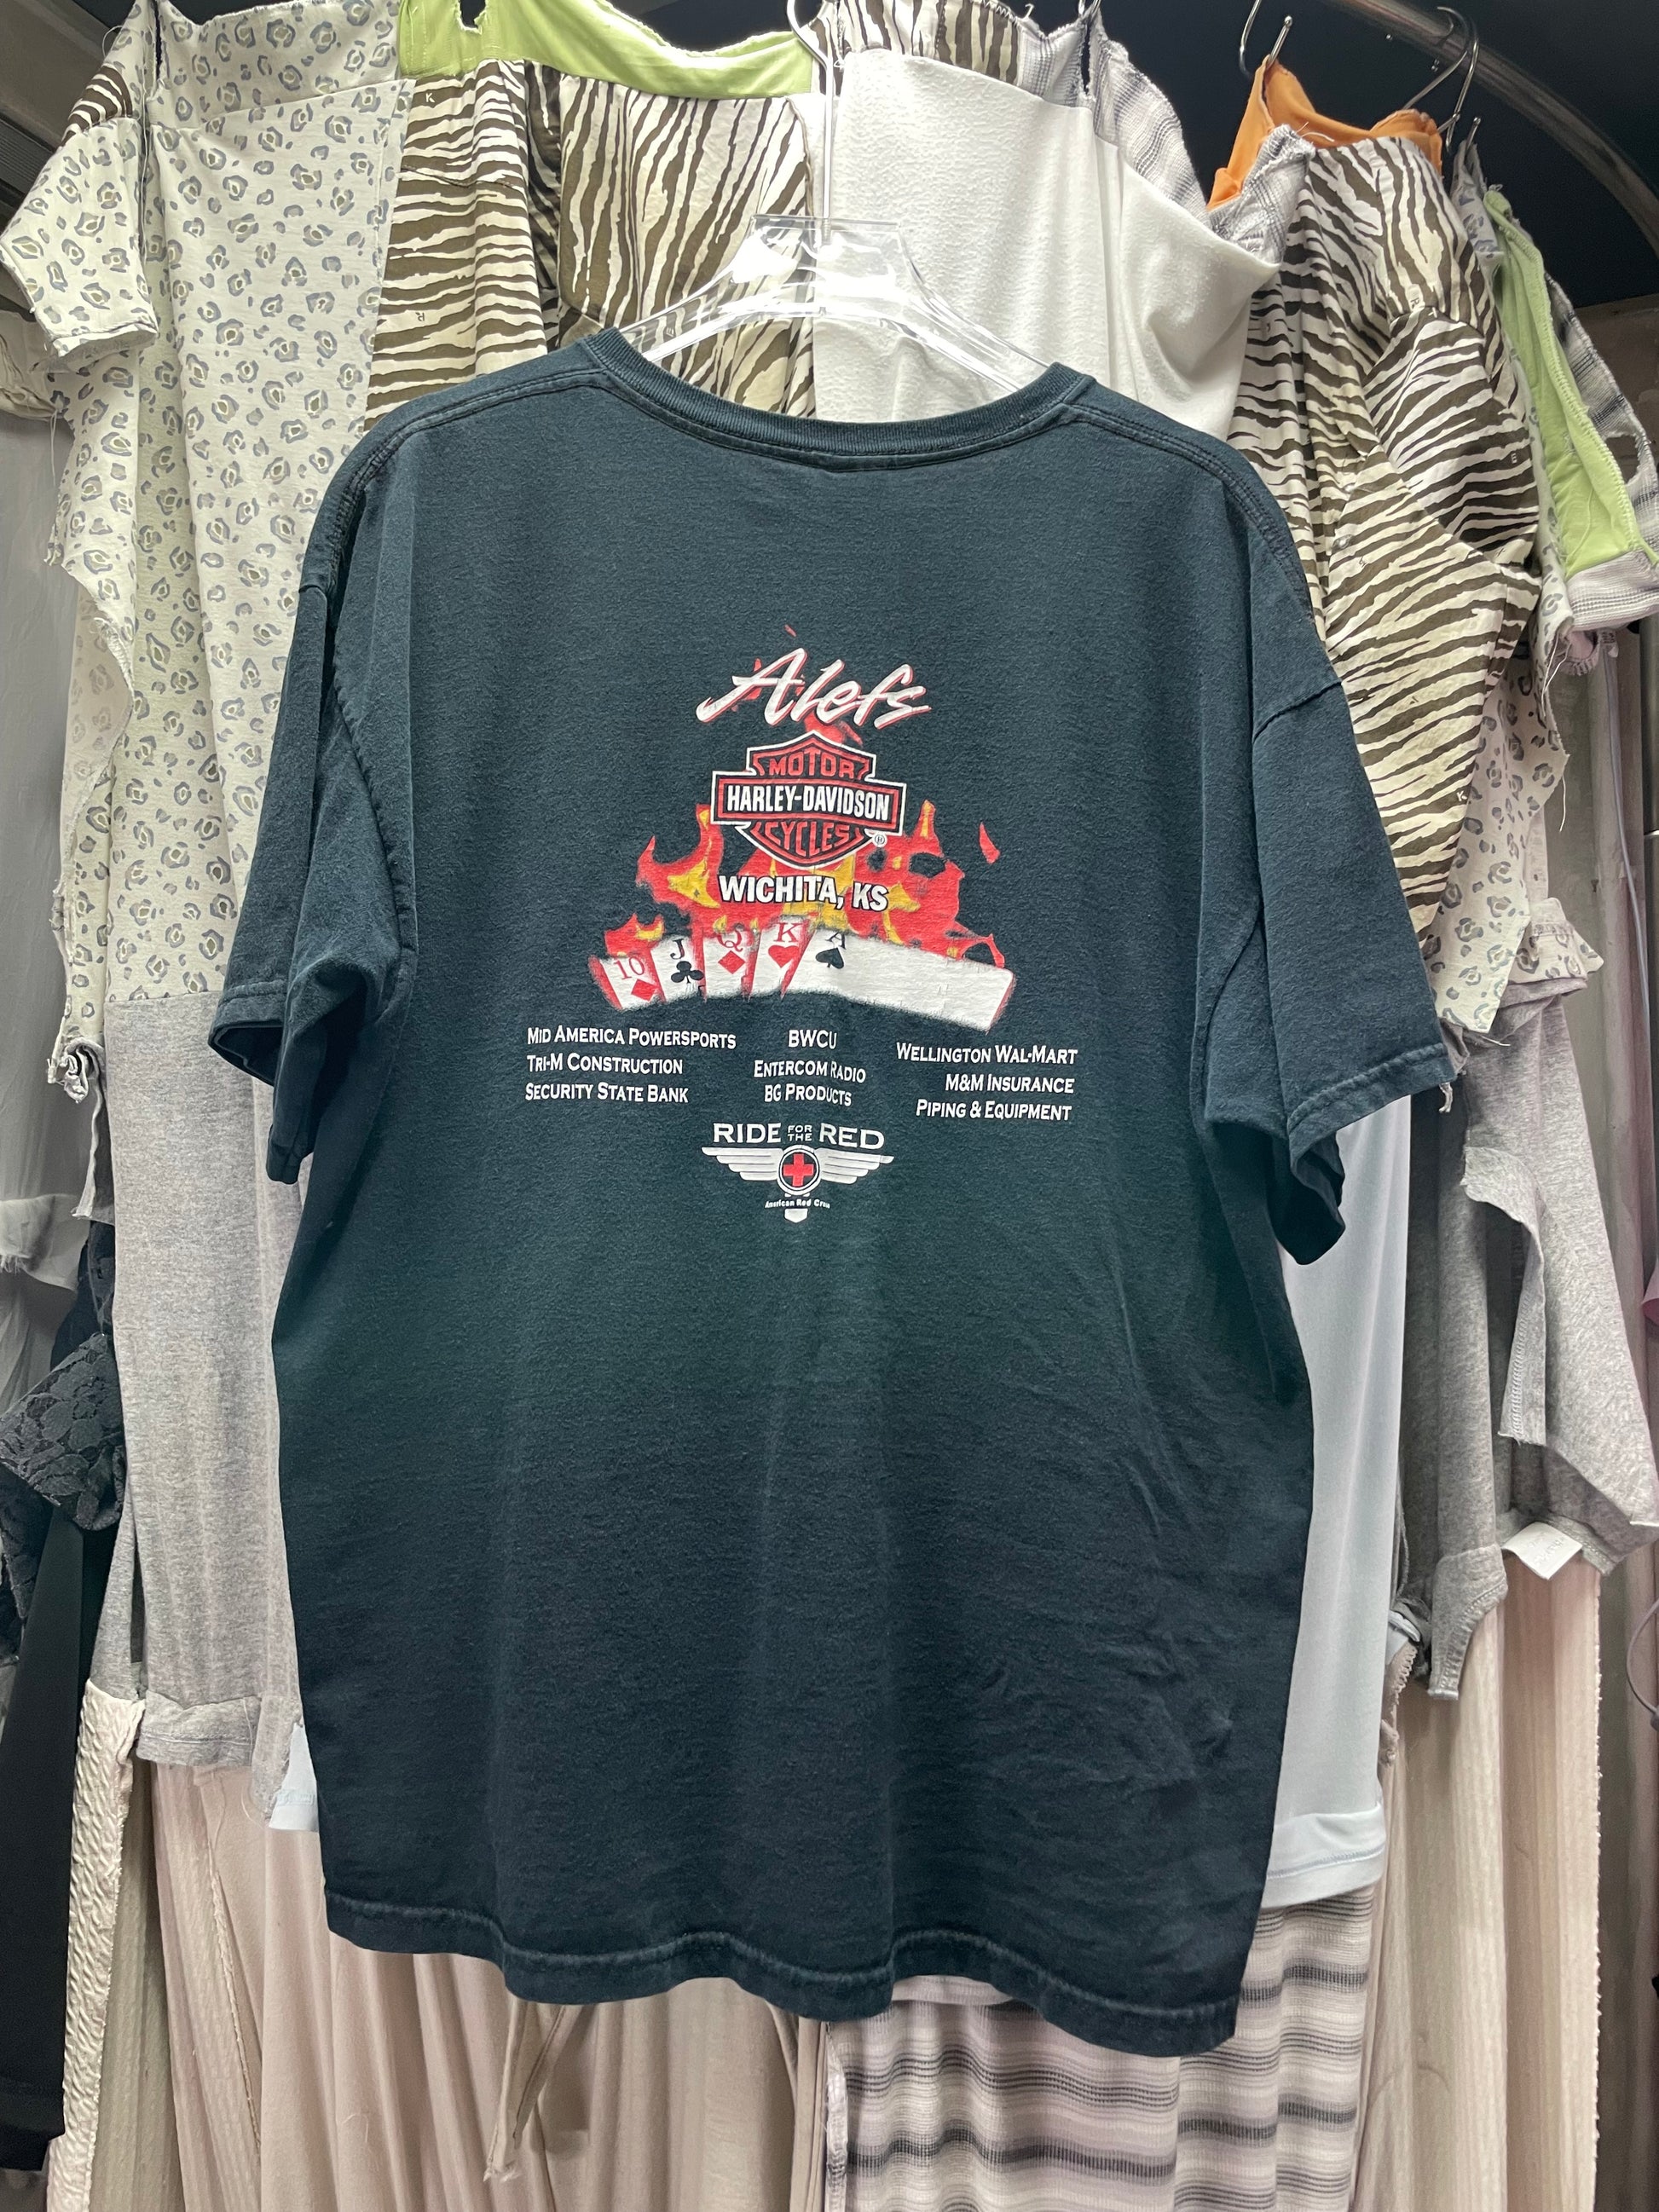 Alefs
MOTOR
HARLEY-DAVIDSON
CYCLES
®
WICHITA, KS
10 J Q K A
MID AMERICA POWERSPORTS
TRI-M CONSTRUCTION
SECURITY STATE BANK
BWCU
ENTERCOM RADIO
BG PRODUCTS
WELLINGTON WAL-MART
M&M INSURANCE
PIPING & EQUIPMENT
RIDE FOR THE RED
American Red Cross